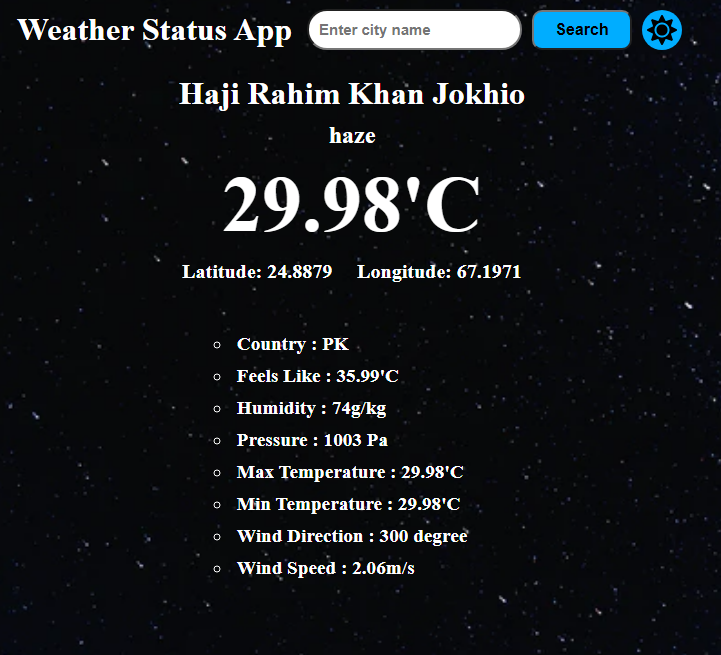 Weather Status App
Enter city name
Search
Haji Rahim Khan Jokhio
haze
29.98'C
Latitude: 24.8879 Longitude: 67.1971
Country : PK
Feels Like : 35.99'C
Humidity : 74g/kg
Pressure : 1003 Pa
Max Temperature : 29.98'C
Min Temperature : 29.98'C
Wind Direction : 300 degree
Wind Speed : 2.06m/s